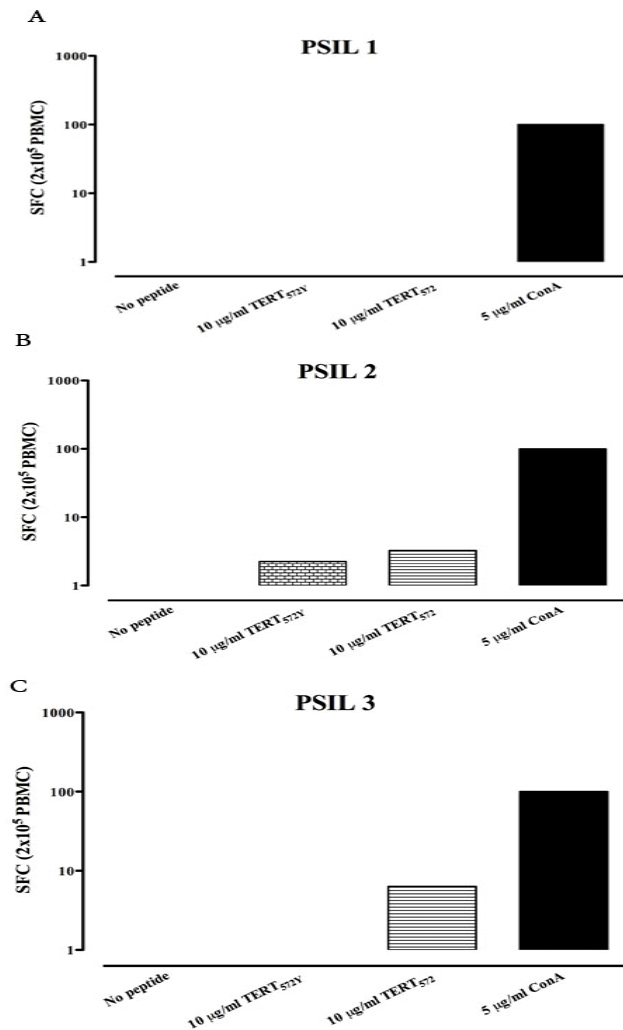 A
PSIL 1
SFC (2x10⁵ PBMC)
1000
100
10
1
No peptide
10 µg/ml TERT₅₇₂Y
10 µg/ml TERT₅₇₂
5 µg/ml ConA
B
PSIL 2
SFC (2x10⁵ PBMC)
1000
100
10
1
No peptide
10 µg/ml TERT₅₇₂Y
10 µg/ml TERT₅₇₂
5 µg/ml ConA
C
PSIL 3
SFC (2x10⁵ PBMC)
1000
100
10
1
No peptide
10 µg/ml TERT₅₇₂Y
10 µg/ml TERT₅₇₂
5 µg/ml ConA